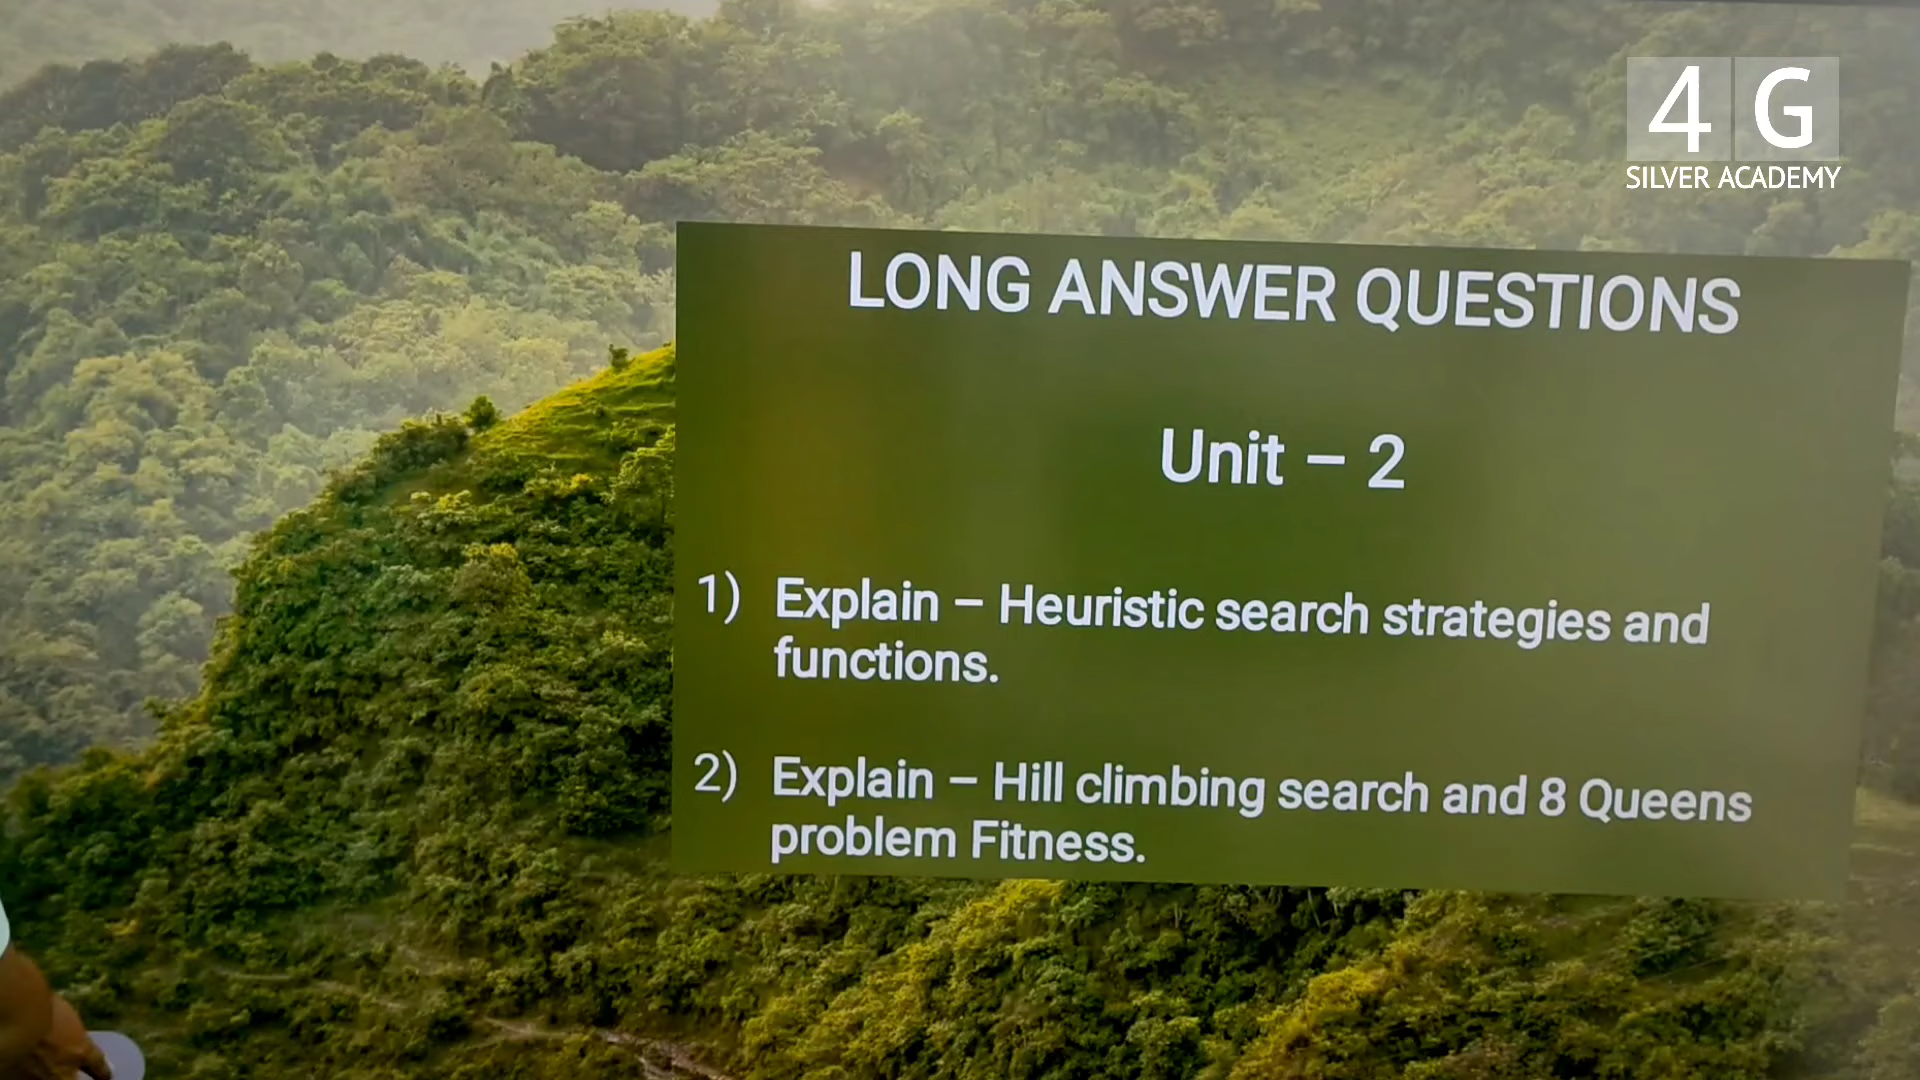 4 G
SILVER ACADEMY
LONG ANSWER QUESTIONS
Unit – 2
1) Explain – Heuristic search strategies and
functions.
2) Explain – Hill climbing search and 8 Queens
problem Fitness.